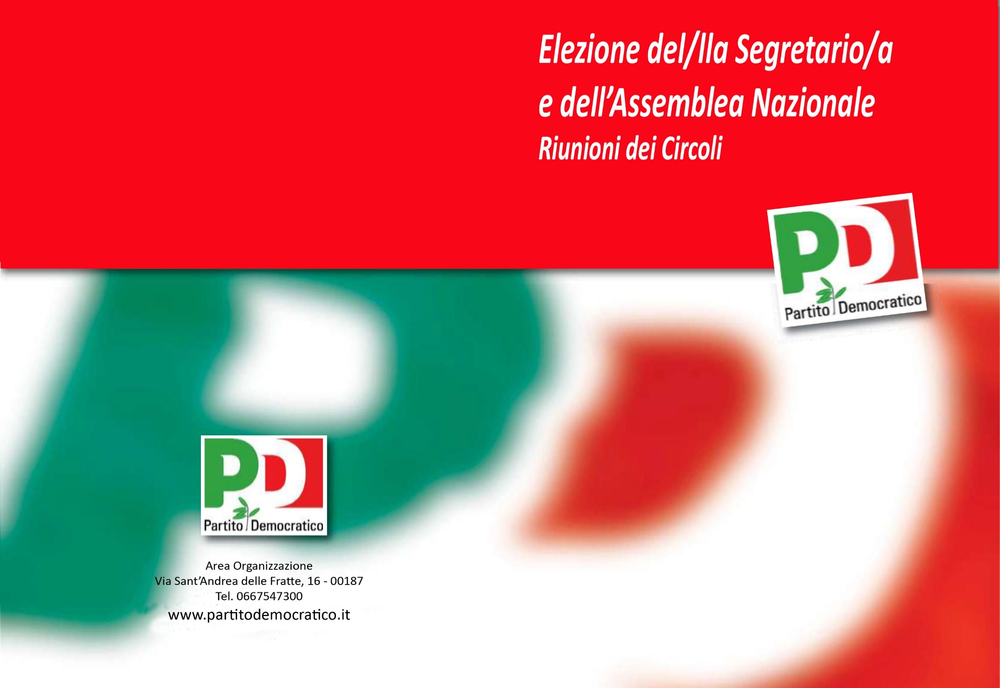 Elezione del/lla Segretario/a
e dell’Assemblea Nazionale
Riunioni dei Circoli
PD
Partito Democratico
PD
Partito Democratico
Area Organizzazione
Via Sant’Andrea delle Fratte, 16 - 00187
Tel. 0667547300
www.partitodemocratico.it